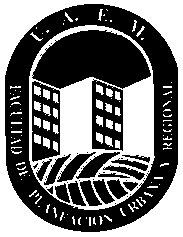 U. A. E. M.
FACULTAD DE PLANEACION URBANA Y REGIONAL